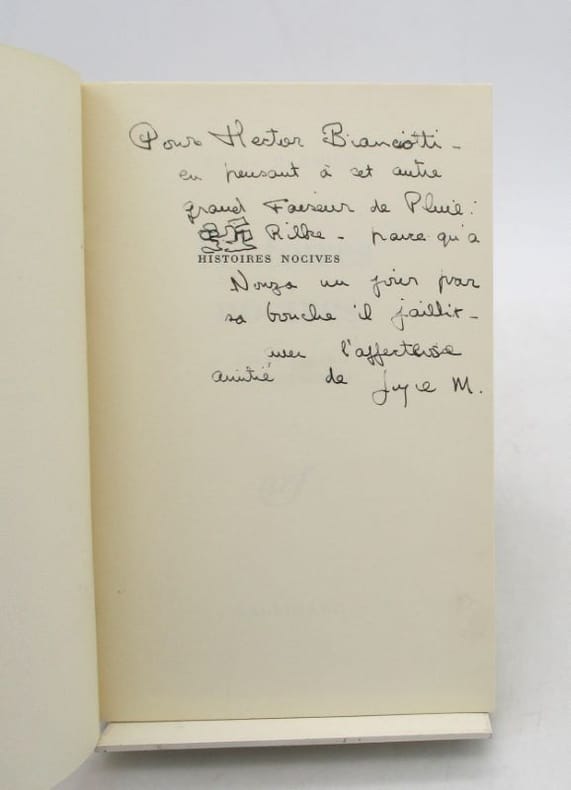 Pour Hector Bianciotti -
en pensant à cet autre
grand Faiseur de Pluie :
Rilke - parce qu'à
HISTOIRES NOCIVES
Nonza un jour par
sa bouche il jaillit -
avec l'affectueuse
amitié de Joyce M.